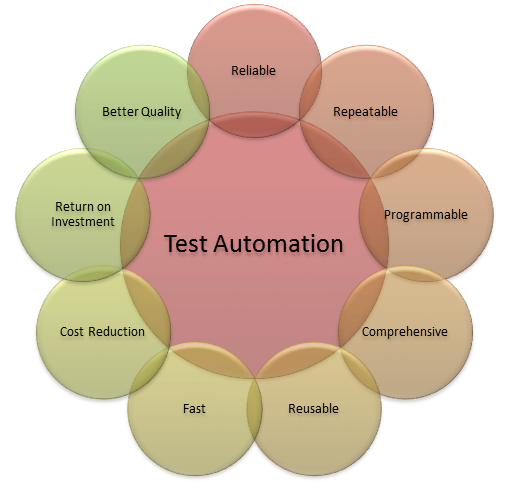 Reliable
Repeatable
Programmable
Comprehensive
Reusable
Fast
Cost Reduction
Return on
Investment
Better Quality
Test Automation